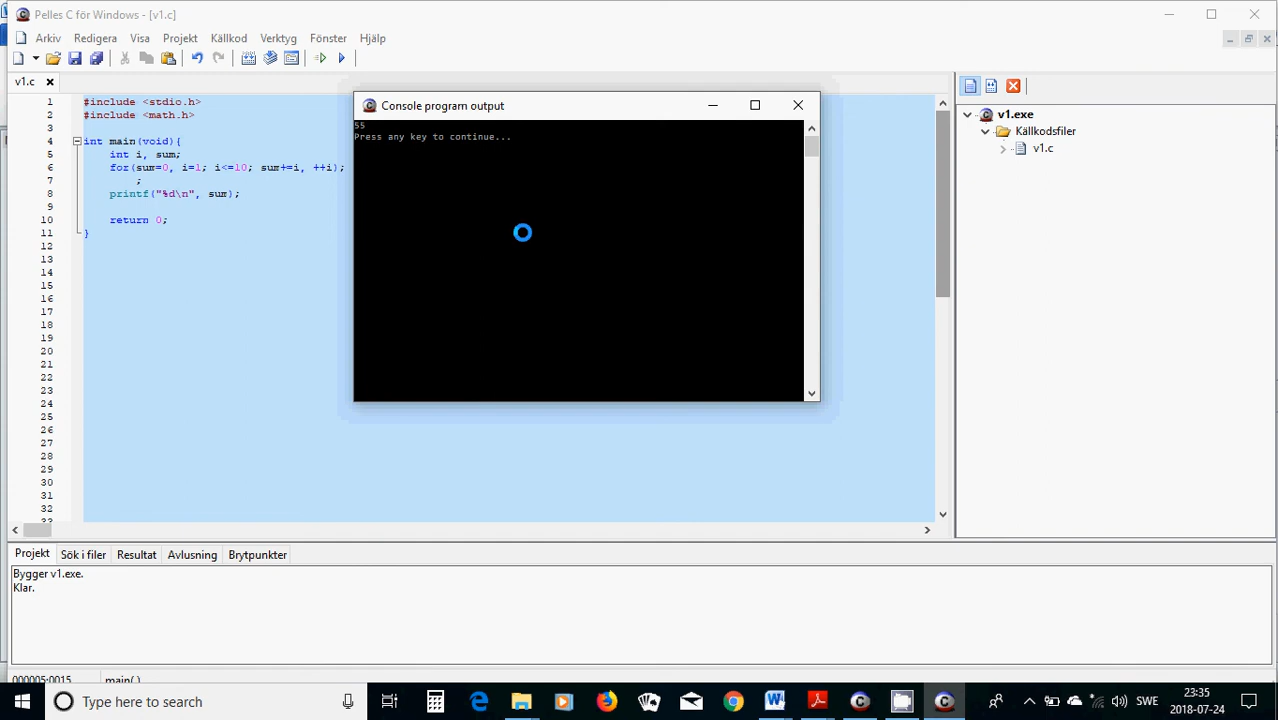 Pelles C för Windows - [v1.c]
Arkiv Redigera Visa Projekt Källkod Verktyg Fönster Hjälp
v1.c
1 #include <stdio.h>
2 #include <math.h>
3
4 int main(void){
5 int i, sum;
6 for(sum=0, i=1; i<=10; sum+=i, ++i);
7 ;
8 printf("%d\n", sum);
9
10 return 0;
11 }
12
13
14
15
16
17
18
19
20
21
22
23
24
25
26
27
28
29
30
31
32
33
Console program output
55
Press any key to continue...
v1.exe
Källkodsfiler
v1.c
Projekt Sök i filer Resultat Avlusning Brytpunkter
Bygger v1.exe.
Klar.
000005:0015 main( )
Type here to search
SWE
23:35
2018-07-24